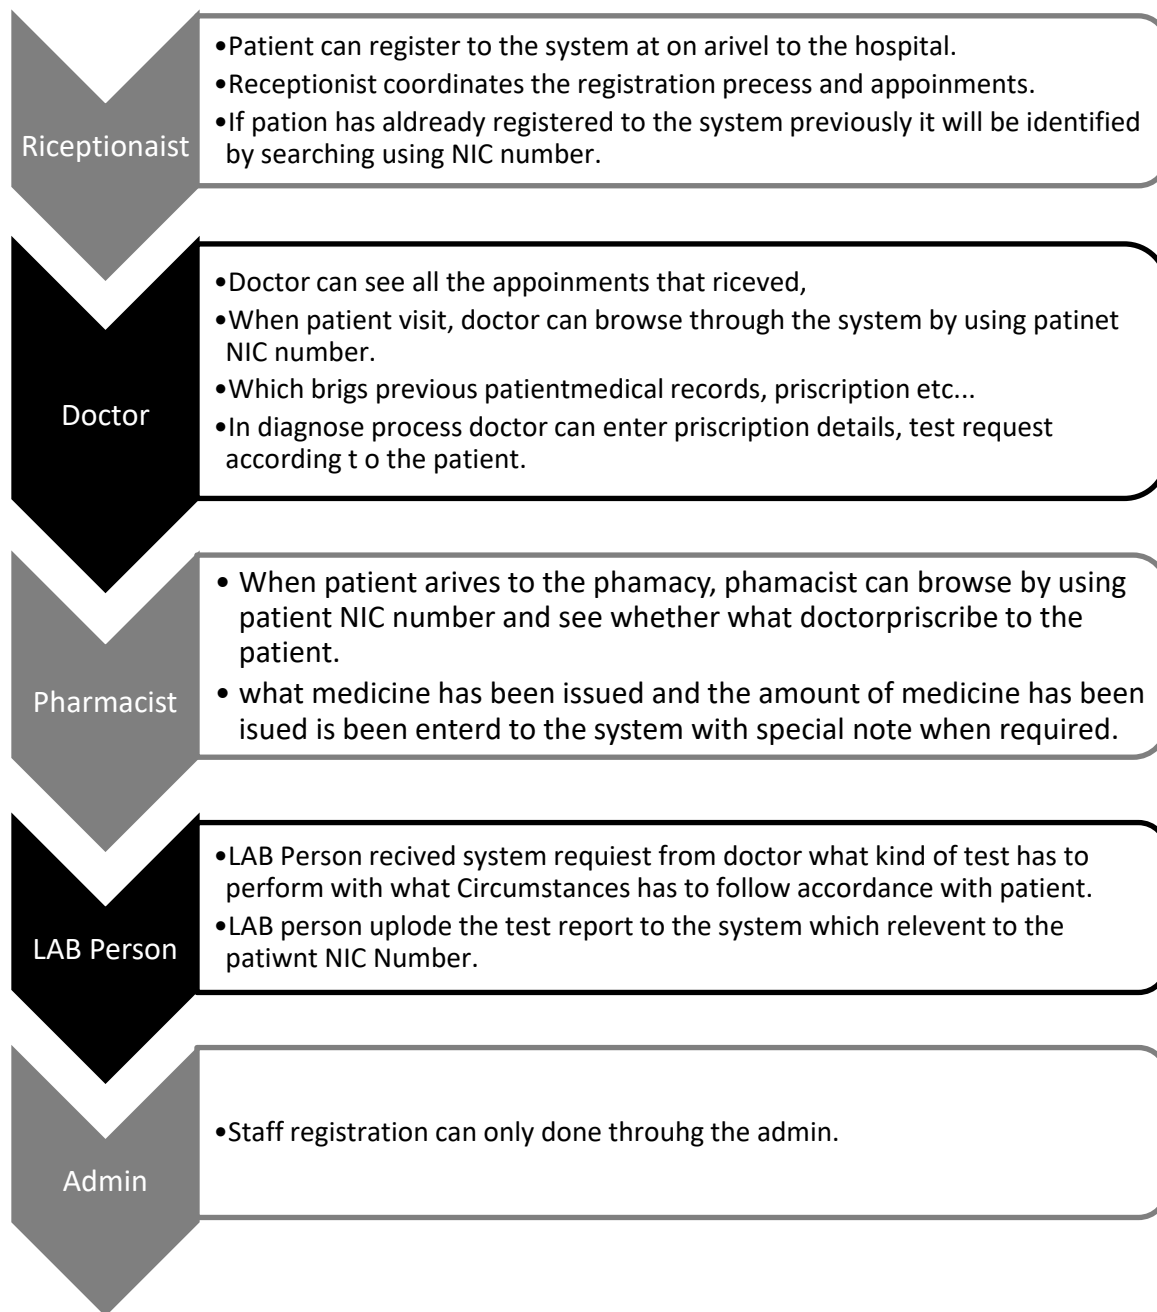 Riceptionaist
•Patient can register to the system at on arivel to the hospital.
•Receptionist coordinates the registration precess and appoinments.
•If pation has aldready registered to the system previously it will be identified
by searching using NIC number.
Doctor
•Doctor can see all the appoinments that riceved,
•When patient visit, doctor can browse through the system by using patinet
NIC number.
•Which brigs previous patientmedical records, priscription etc...
•In diagnose process doctor can enter priscription details, test request
according t o the patient.
Pharmacist
• When patient arives to the phamacy, phamacist can browse by using
patient NIC number and see whether what doctorpriscribe to the
patient.
• what medicine has been issued and the amount of medicine has been
isued is been enterd to the system with special note when required.
LAB Person
•LAB Person recived system requiest from doctor what kind of test has to
perform with what Circumstances has to follow accordance with patient.
•LAB person uplode the test report to the system which relevent to the
patiwnt NIC Number.
Admin
•Staff registration can only done throuhg the admin.